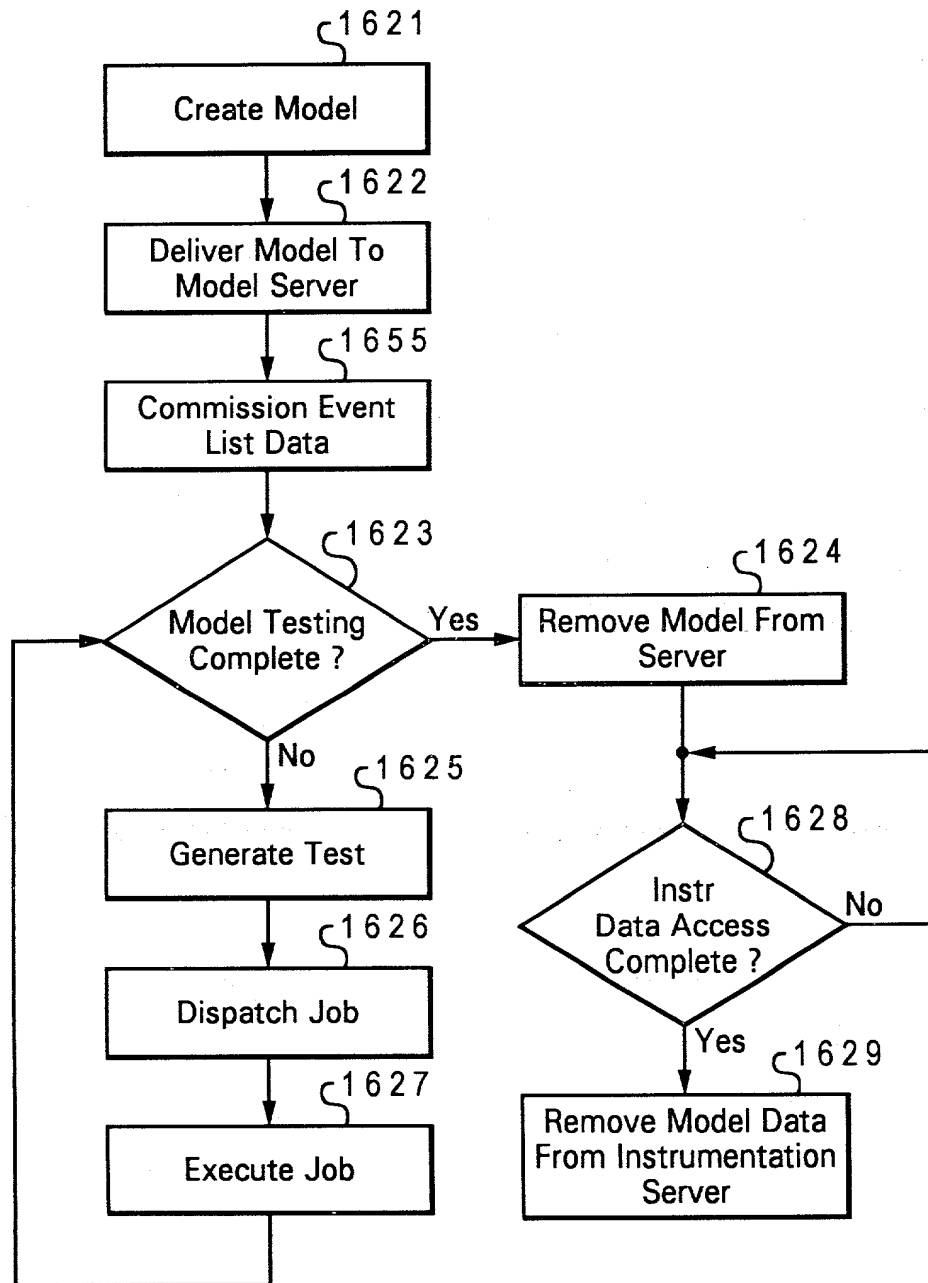 1621
Create Model
1622
Deliver Model To
Model Server
1655
Commission Event
List Data
1623
Model Testing
Complete ?
Yes
No
1624
Remove Model From
Server
1625
Generate Test
1626
Dispatch Job
1627
Execute Job
1628
Instr
Data Access
Complete ?
No
Yes
1629
Remove Model Data
From Instrumentation
Server